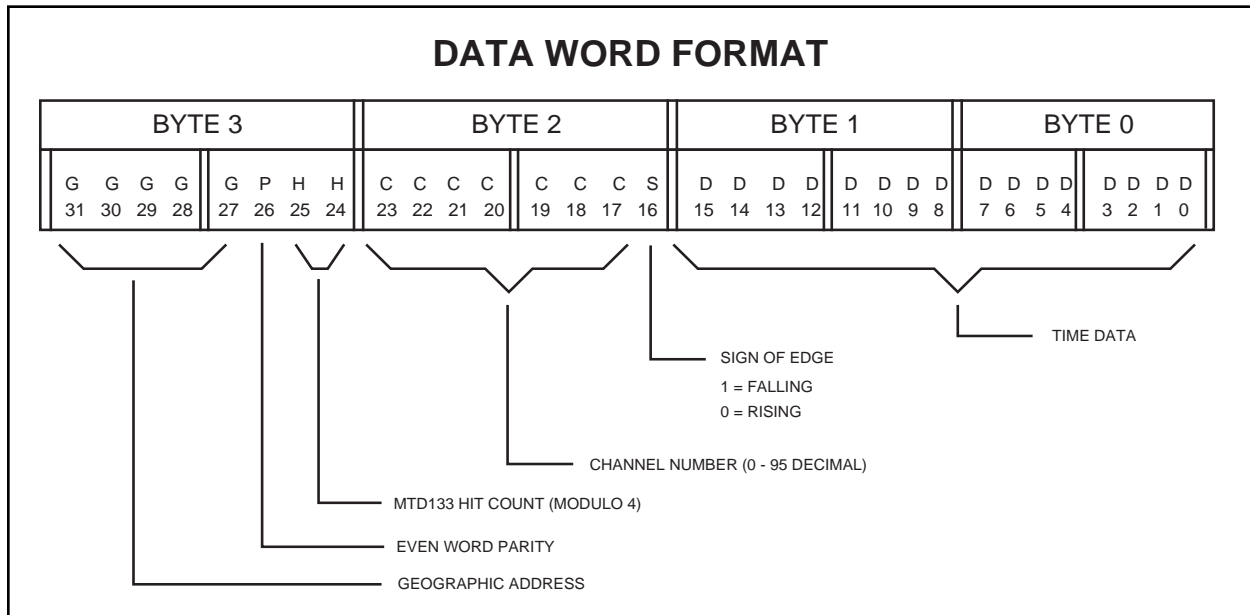 DATA WORD FORMAT
BYTE 3 BYTE 2 BYTE 1 BYTE 0
G G G G G P H H C C C C C C C S D D D D D D D D D D D D D D D D
31 30 29 28 27 26 25 24 23 22 21 20 19 18 17 16 15 14 13 12 11 10 9 8 7 6 5 4 3 2 1 0
TIME DATA
SIGN OF EDGE
1 = FALLING
0 = RISING
CHANNEL NUMBER (0 - 95 DECIMAL)
MTD133 HIT COUNT (MODULO 4)
EVEN WORD PARITY
GEOGRAPHIC ADDRESS